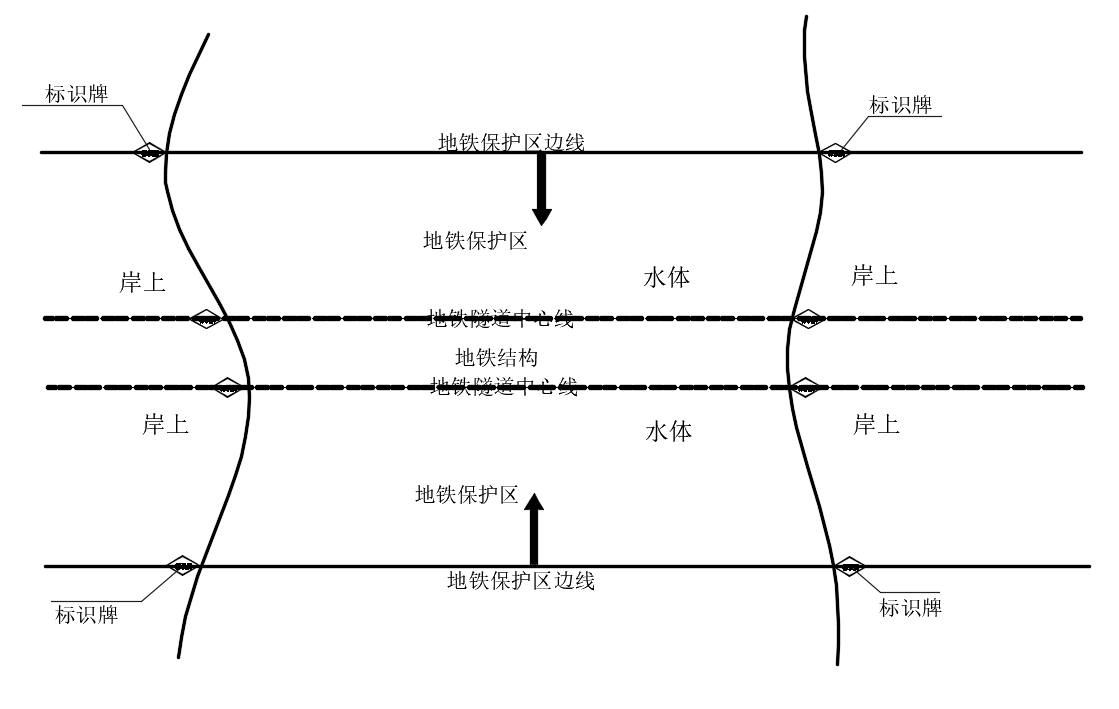 标识牌
标识牌
地铁保护区边线
地铁保护区
岸上
水体
岸上
地铁隧道中心线
地铁结构
地铁隧道中心线
岸上
水体
岸上
地铁保护区
地铁保护区边线
标识牌
标识牌